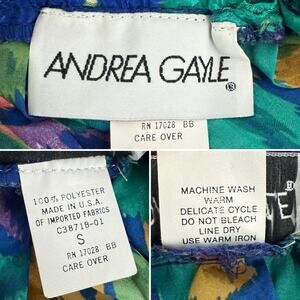 ANDREA GAYLE
RN 17028 BB
CARE OVER
100% POLYESTER
MADE IN U.S.A.
OF IMPORTED FABRICS
C3871B-01
S
RN 17028 BB
CARE OVER
MACHINE WASH
WARM
DELICATE CYCLE
DO NOT BLEACH
LINE DRY
USE WARM IRON